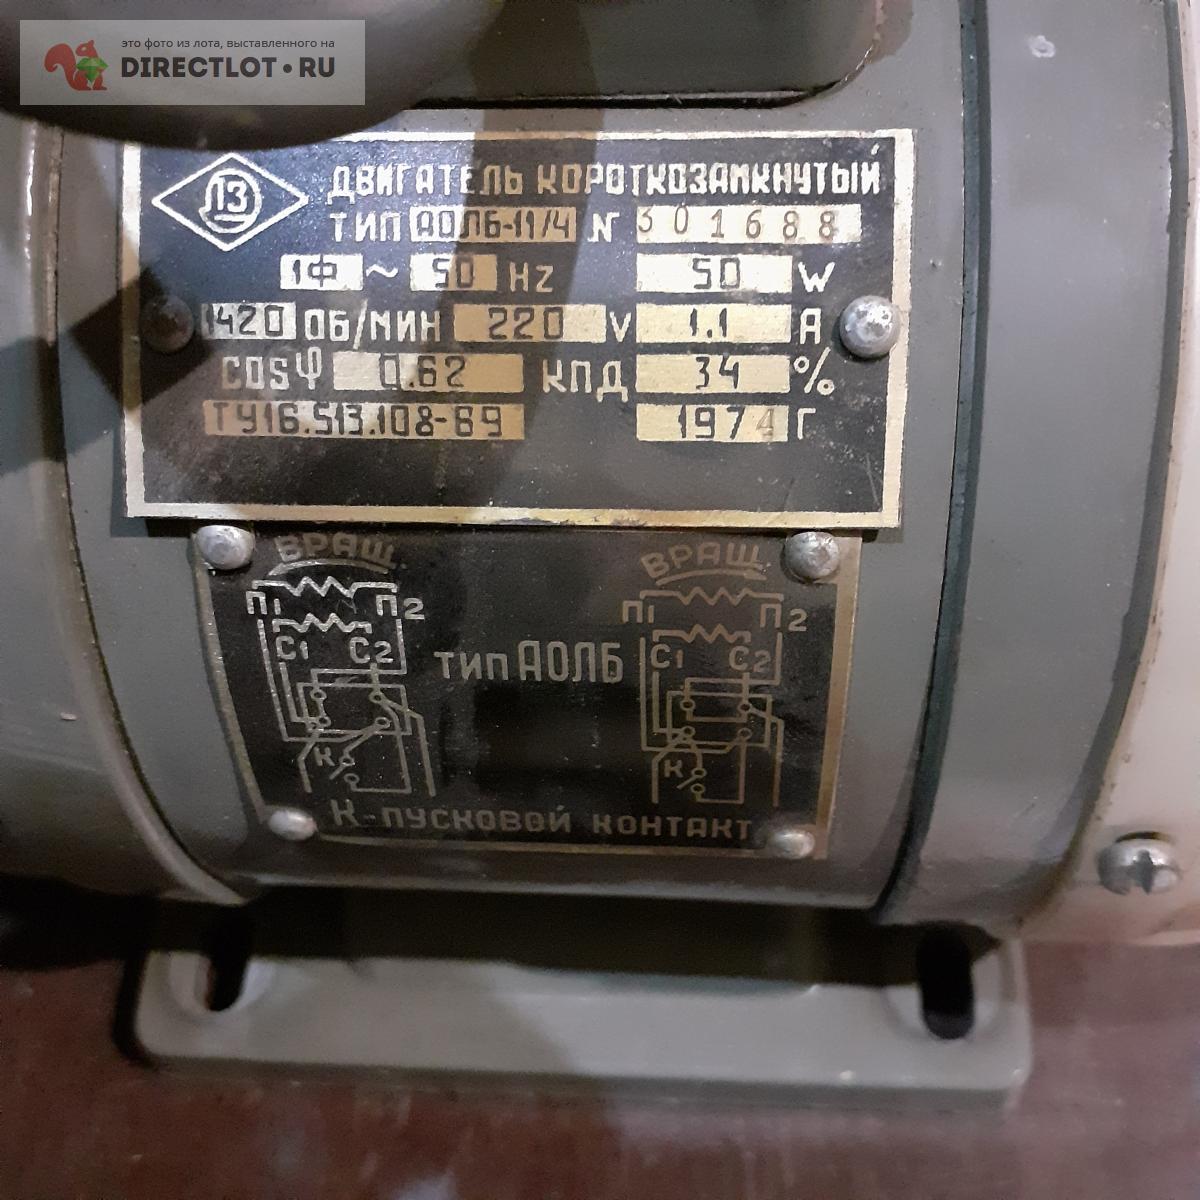 это фото из лота, выставленного на
DIRECTLOT•RU
ПЗ
ДВИГАТЕЛЬ КОРОТКОЗАМКНУТЫЙ
ТИП АОЛБ-11/4 N 301688
1Ф ~ 50 Hz 50 W
1420 ОБ/МИН 220 V 1.1 А
COSφ 0.62 КПД 34 %
ТУ16.513.108-69 1974 Г
ВРАЩ. ВРАЩ.
П1 П2 П1 П2
С1 С2 ТИП АОЛБ С1 С2
К К
К-ПУСКОВОЙ КОНТАКТ